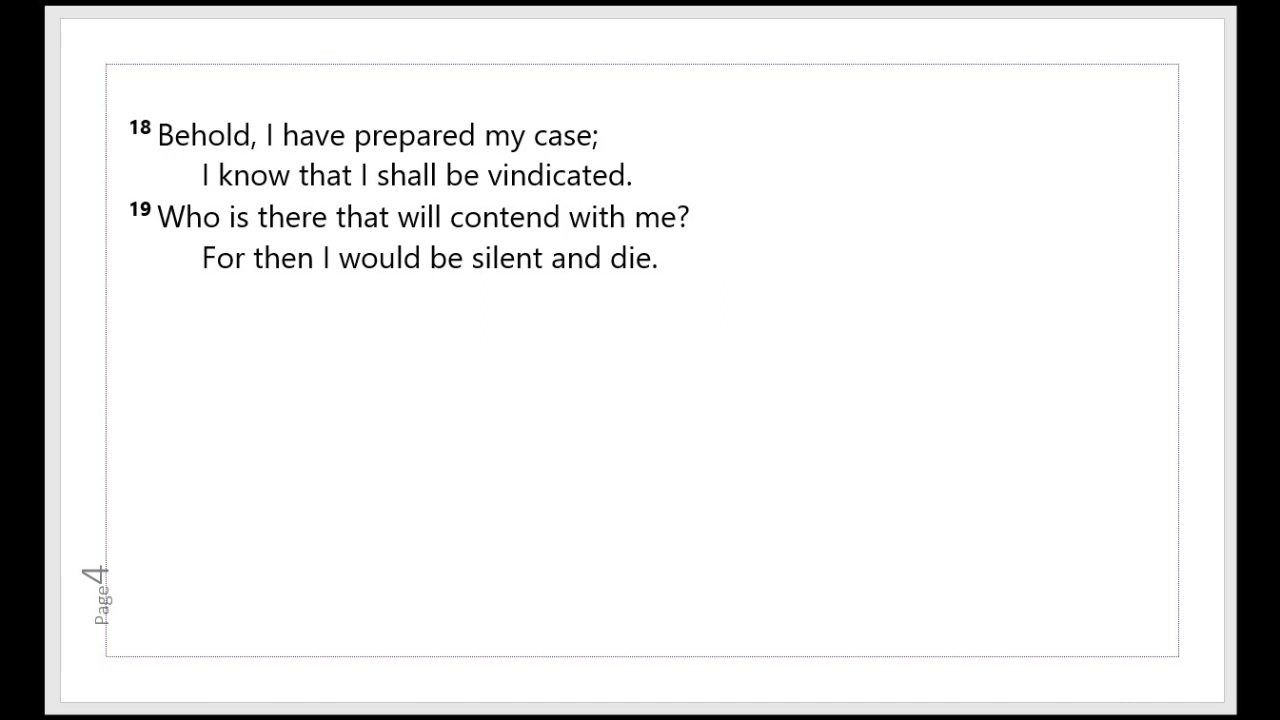 18 Behold, I have prepared my case;
I know that I shall be vindicated.
19 Who is there that will contend with me?
For then I would be silent and die.
Page 4